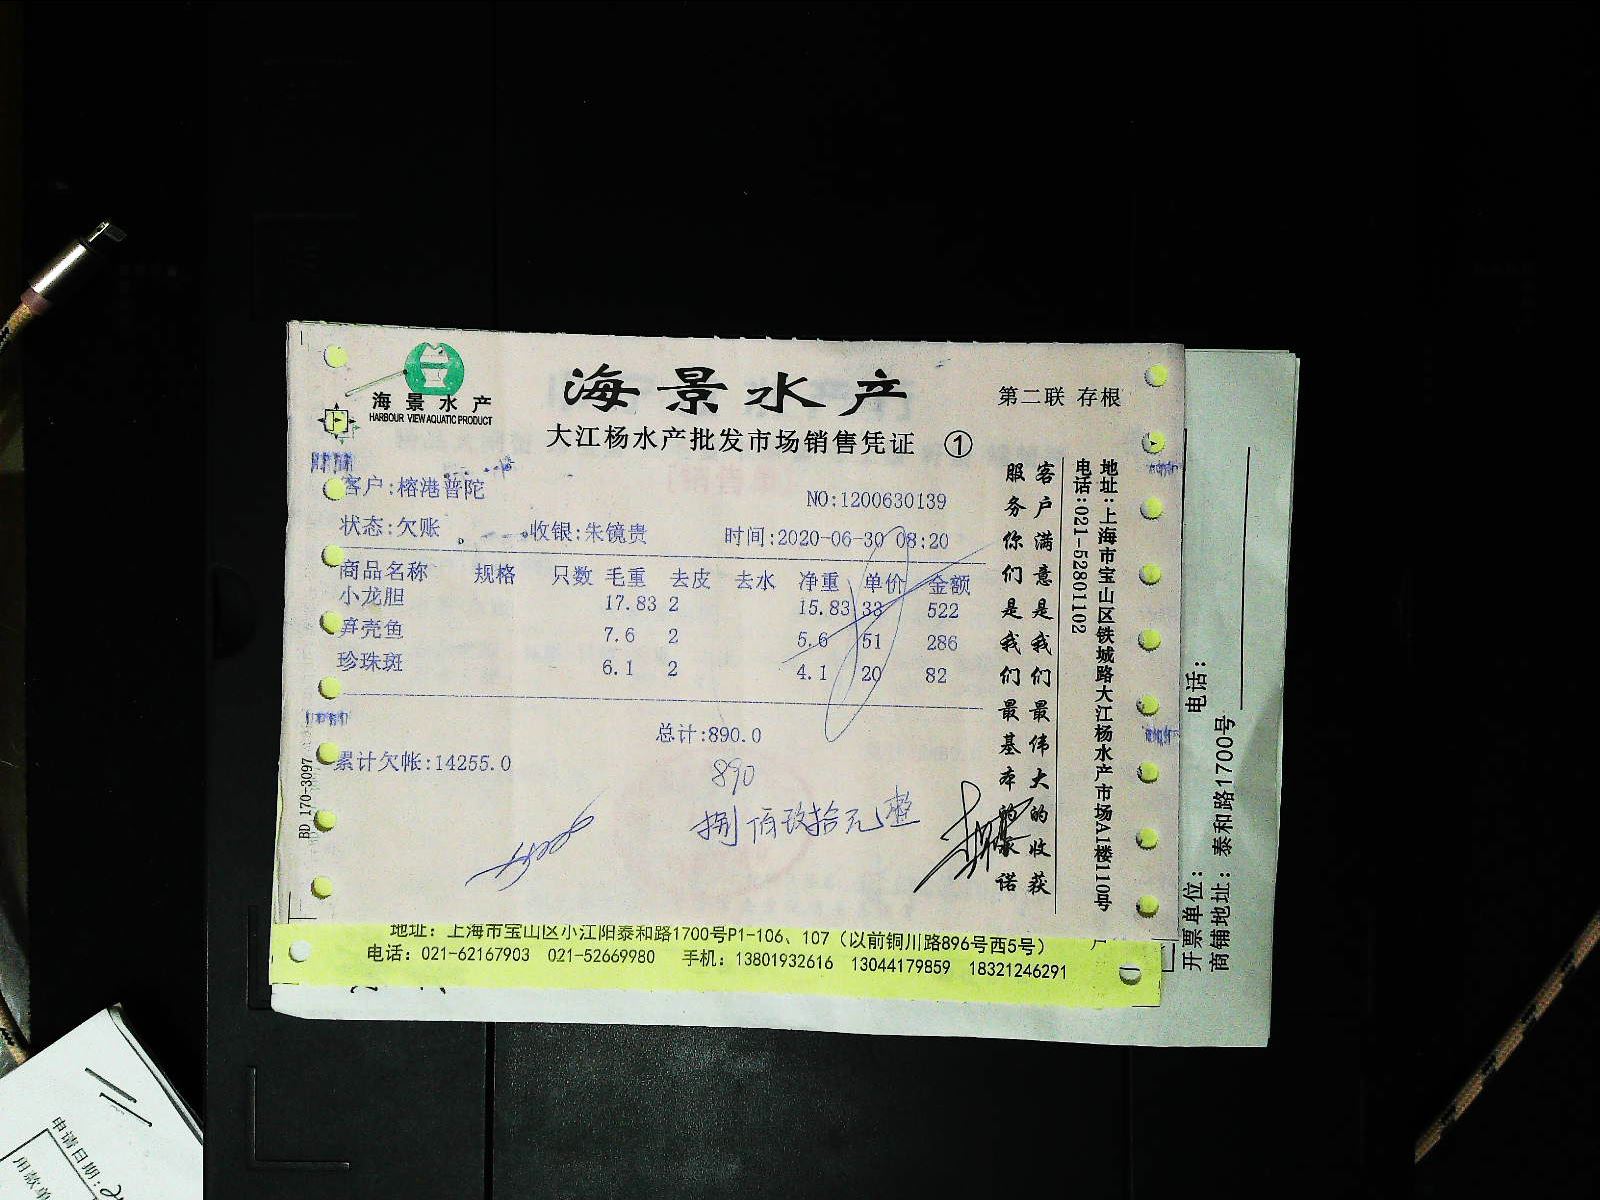 海景水产
HARBOUR VIEW AQUATIC PRODUCT
海景水产
第二联 存根
大江杨水产批发市场销售凭证 ①
客户:榕港普陀
NO:1200630139
状态:欠账 收银:朱镜贵 时间:2020-06-30 08:20
商品名称 规格 只数 毛重 去皮 去水 净重 单价 金额
小龙胆 17.83 2 15.83 33 522
笋壳鱼 7.6 2 5.6 51 286
珍珠斑 6.1 2 4.1 20 82
总计:890.0
累计欠帐:14255.0
890
捌佰玖拾元整
客户满意是我们最伟大的收获
服务你们是我们最基本的承诺
地址:上海市宝山区铁城路大江杨水产市场A1楼110号
电话:021-52801102
BD 170-3097
地址：上海市宝山区小江阳泰和路1700号P1-106、107（以前铜川路896号西5号）
电话：021-62167903 021-52669980 手机：13801932616 13044179859 18321246291
电话：
开票单位：
商铺地址：泰和路1700号
申请日期:2
用款单